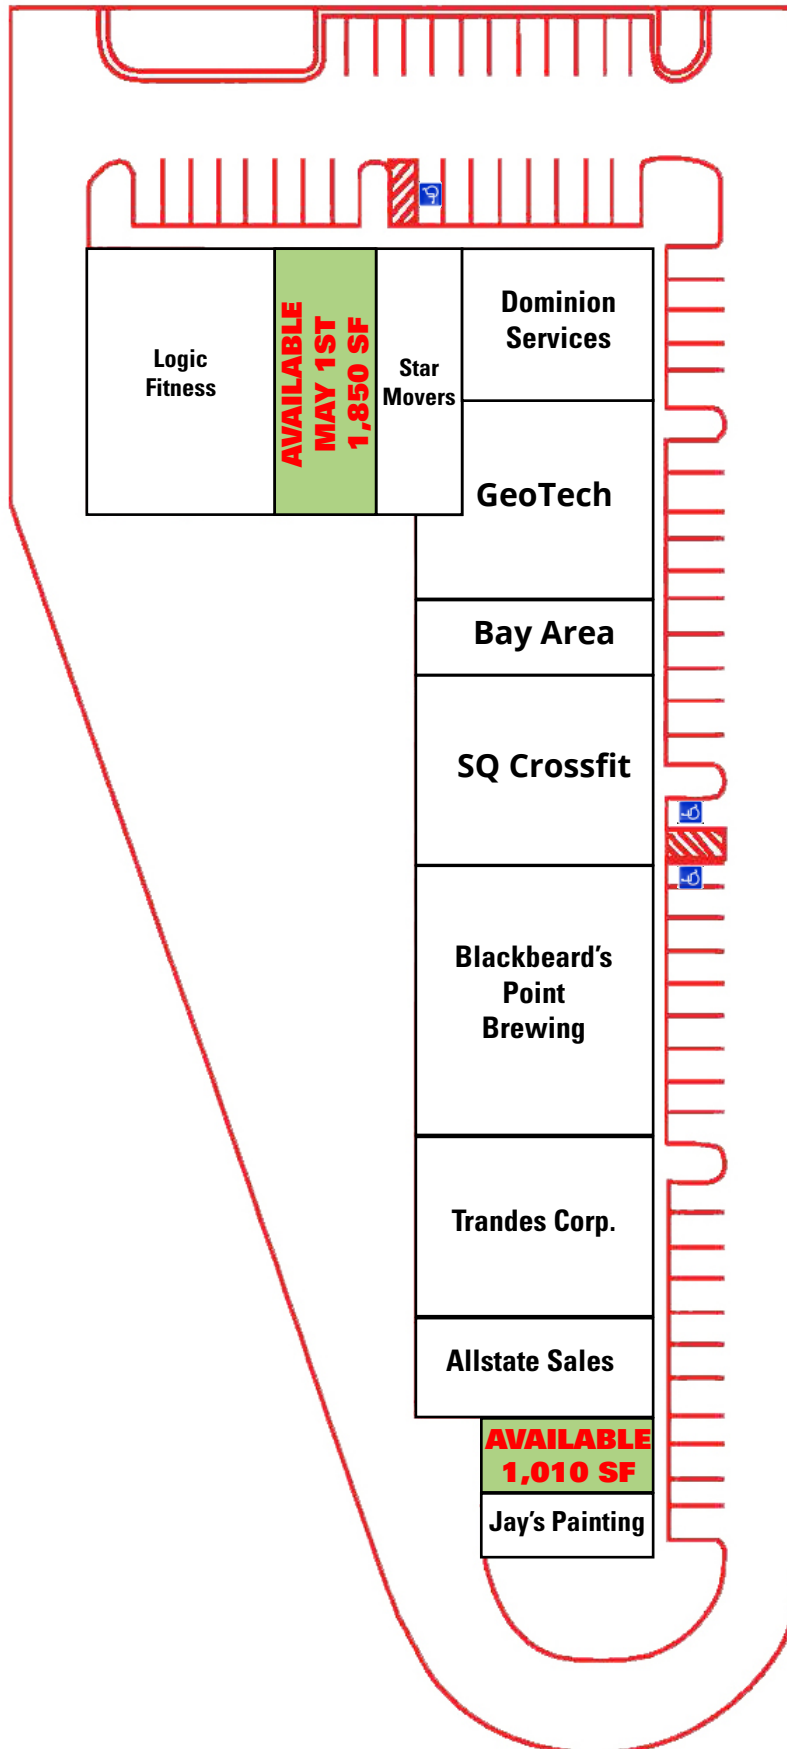 Logic
Fitness
AVAILABLE
MAY 1ST
1,850 SF
Star
Movers
Dominion
Services
GeoTech
Bay Area
SQ Crossfit
Blackbeard’s
Point
Brewing
Trandes Corp.
Allstate Sales
AVAILABLE
1,010 SF
Jay’s Painting